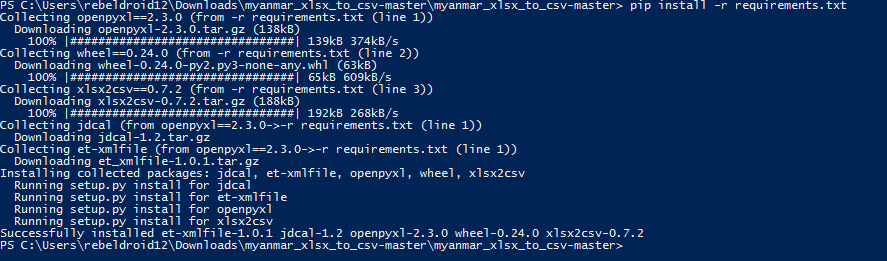 PS C:\Users\rebeldroid12\Downloads\myanmar_xlsx_to_csv-master\myanmar_xlsx_to_csv-master> pip install -r requirements.txt
Collecting openpyxl==2.3.0 (from -r requirements.txt (line 1))
  Downloading openpyxl-2.3.0.tar.gz (138kB)
    100% |################################| 139kB 374kB/s
Collecting wheel==0.24.0 (from -r requirements.txt (line 2))
  Downloading wheel-0.24.0-py2.py3-none-any.whl (63kB)
    100% |################################| 65kB 609kB/s
Collecting xlsx2csv==0.7.2 (from -r requirements.txt (line 3))
  Downloading xlsx2csv-0.7.2.tar.gz (188kB)
    100% |################################| 192kB 268kB/s
Collecting jdcal (from openpyxl==2.3.0->-r requirements.txt (line 1))
  Downloading jdcal-1.2.tar.gz
Collecting et-xmlfile (from openpyxl==2.3.0->-r requirements.txt (line 1))
  Downloading et_xmlfile-1.0.1.tar.gz
Installing collected packages: jdcal, et-xmlfile, openpyxl, wheel, xlsx2csv
  Running setup.py install for jdcal
  Running setup.py install for et-xmlfile
  Running setup.py install for openpyxl
  Running setup.py install for xlsx2csv
Successfully installed et-xmlfile-1.0.1 jdcal-1.2 openpyxl-2.3.0 wheel-0.24.0 xlsx2csv-0.7.2
PS C:\Users\rebeldroid12\Downloads\myanmar_xlsx_to_csv-master\myanmar_xlsx_to_csv-master>